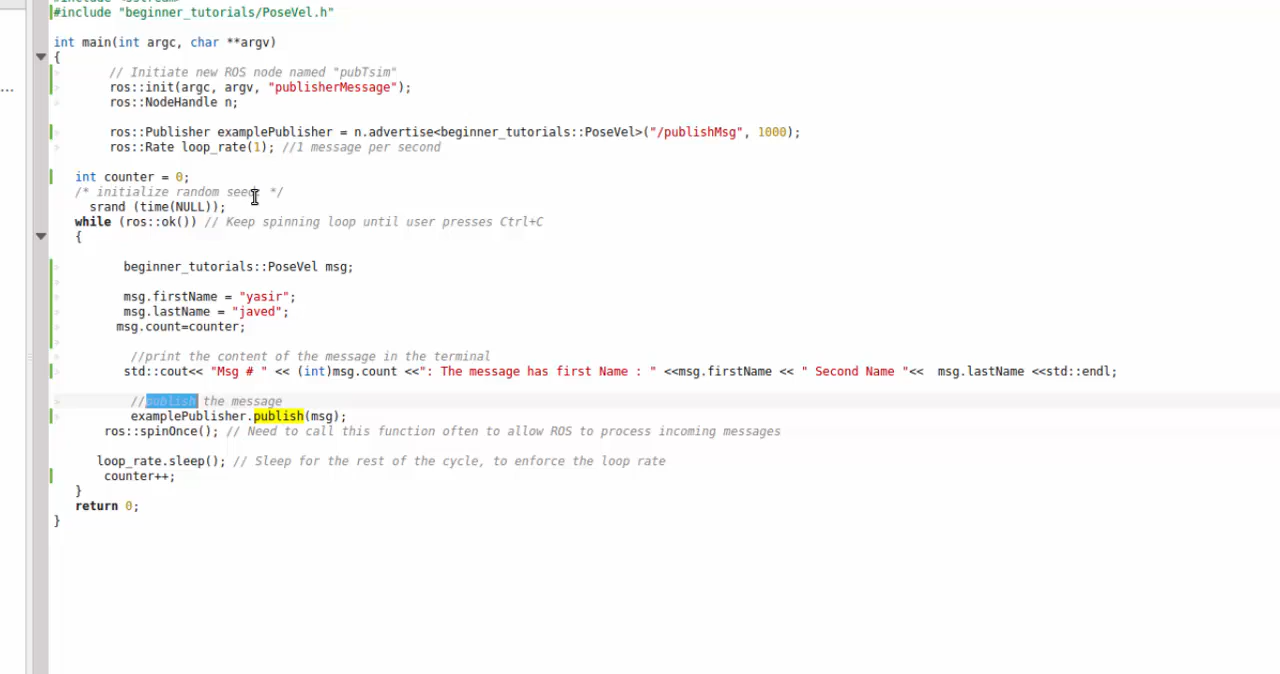 #include "beginner_tutorials/PoseVel.h"
int main(int argc, char **argv)
{
// Initiate new ROS node named "pubTsim"
ros::init(argc, argv, "publisherMessage");
ros::NodeHandle n;
ros::Publisher examplePublisher = n.advertise<beginner_tutorials::PoseVel>("/publishMsg", 1000);
ros::Rate loop_rate(1); //1 message per second
int counter = 0;
/* initialize random */
srand (time(NULL));
while (ros::ok()) // Keep spinning loop until user presses Ctrl+C
{
beginner_tutorials::PoseVel msg;
msg.firstName = "yasir";
msg.lastName = "javed";
msg.count=counter;
//print the content of the message in the terminal
std::cout<< "Msg # " << (int)msg.count <<": The message has first Name : " <<msg.firstName << " Second Name "<<  msg.lastName <<std::endl;
//publish the message
examplePublisher.publish(msg);
ros::spinOnce(); // Need to call this function often to allow ROS to process incoming messages
loop_rate.sleep(); // Sleep for the rest of the cycle, to enforce the loop rate
counter++;
}
return 0;
}
...